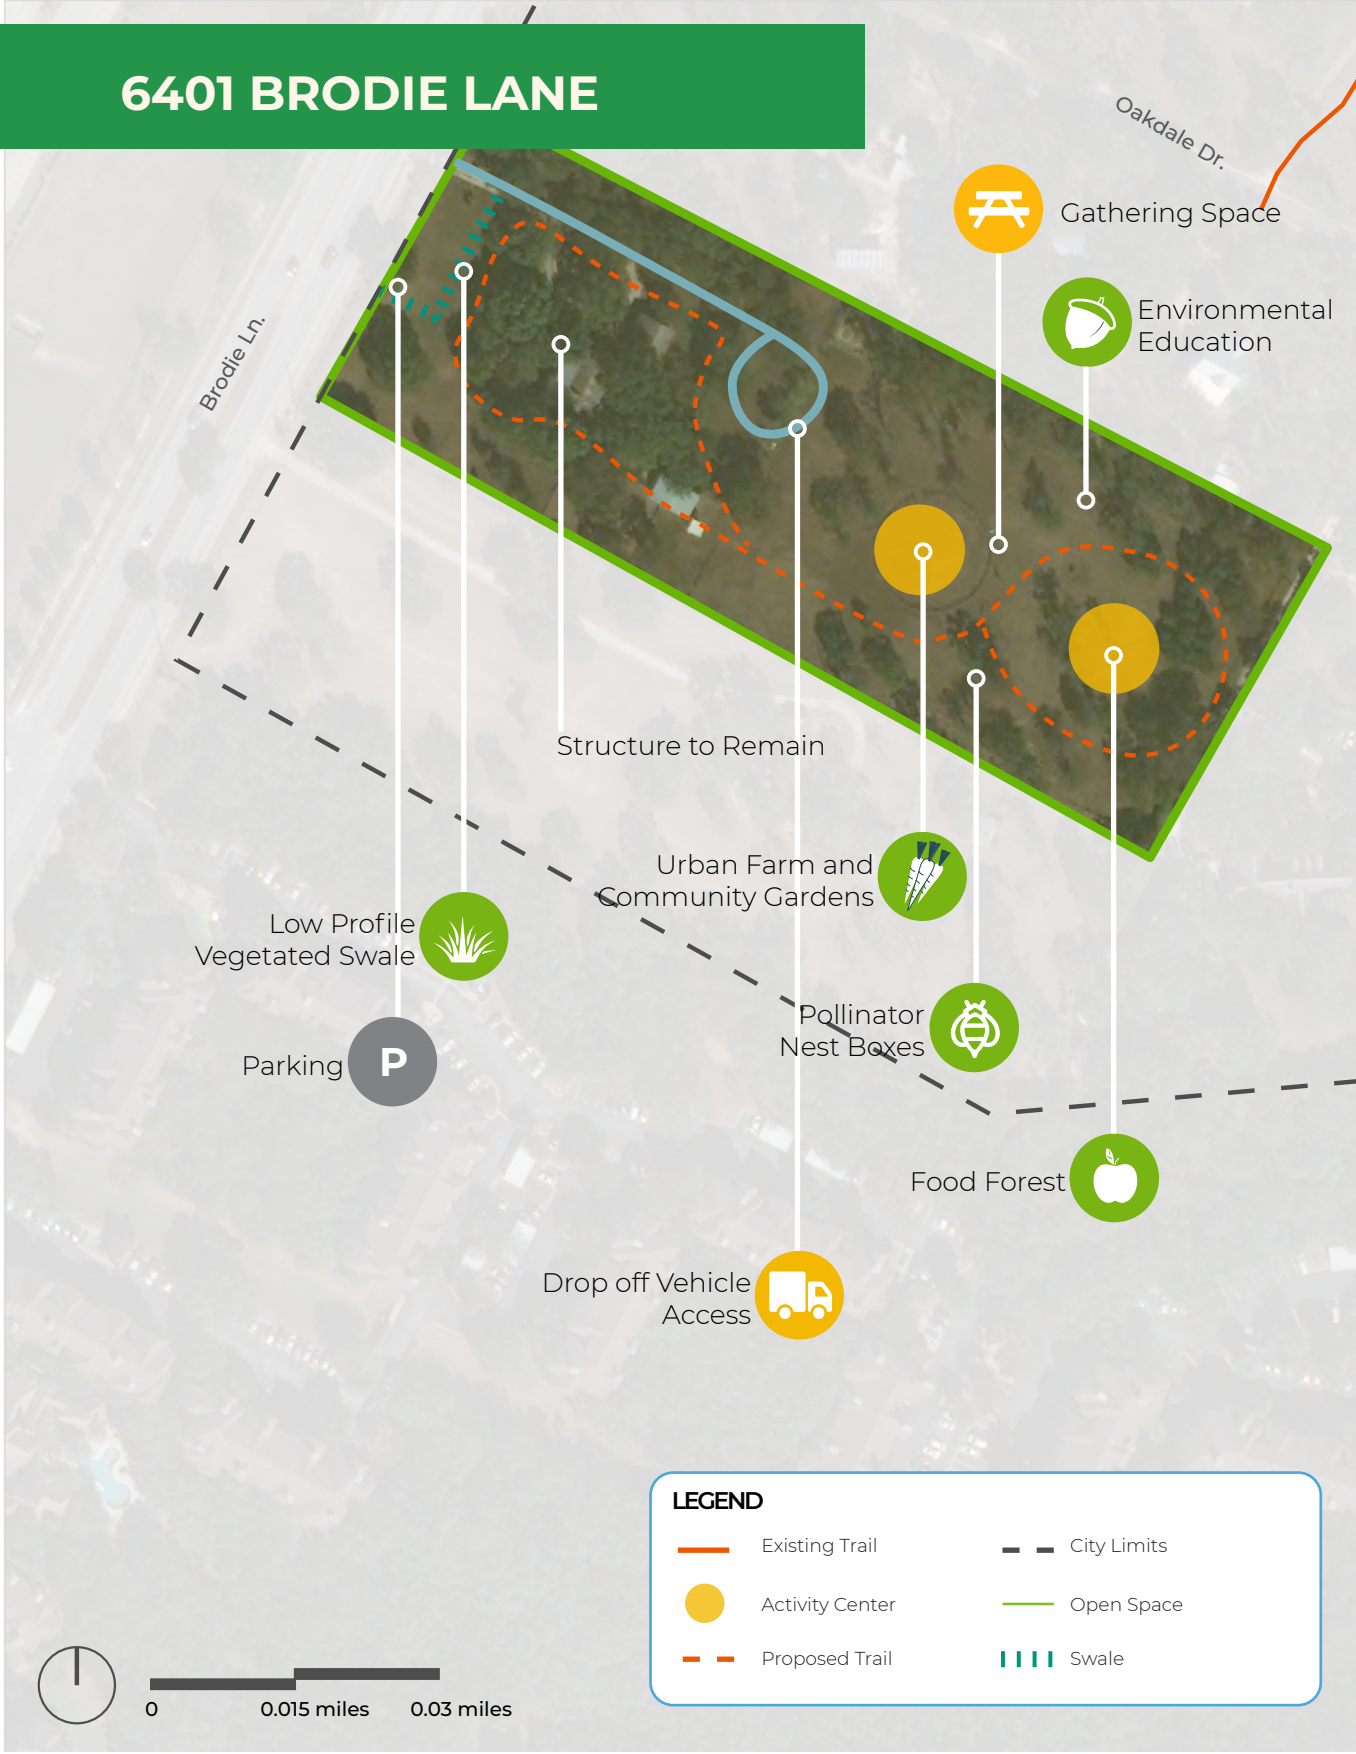 6401 BRODIE LANE
Oakdale Dr.
Gathering Space
Environmental
Education
Brodie Ln.
Structure to Remain
Urban Farm and
Community Gardens
Low Profile
Vegetated Swale
Pollinator
Nest Boxes
Parking
P
Food Forest
Drop off Vehicle
Access
LEGEND
Existing Trail
City Limits
Activity Center
Open Space
Proposed Trail
Swale
0
0.015 miles
0.03 miles